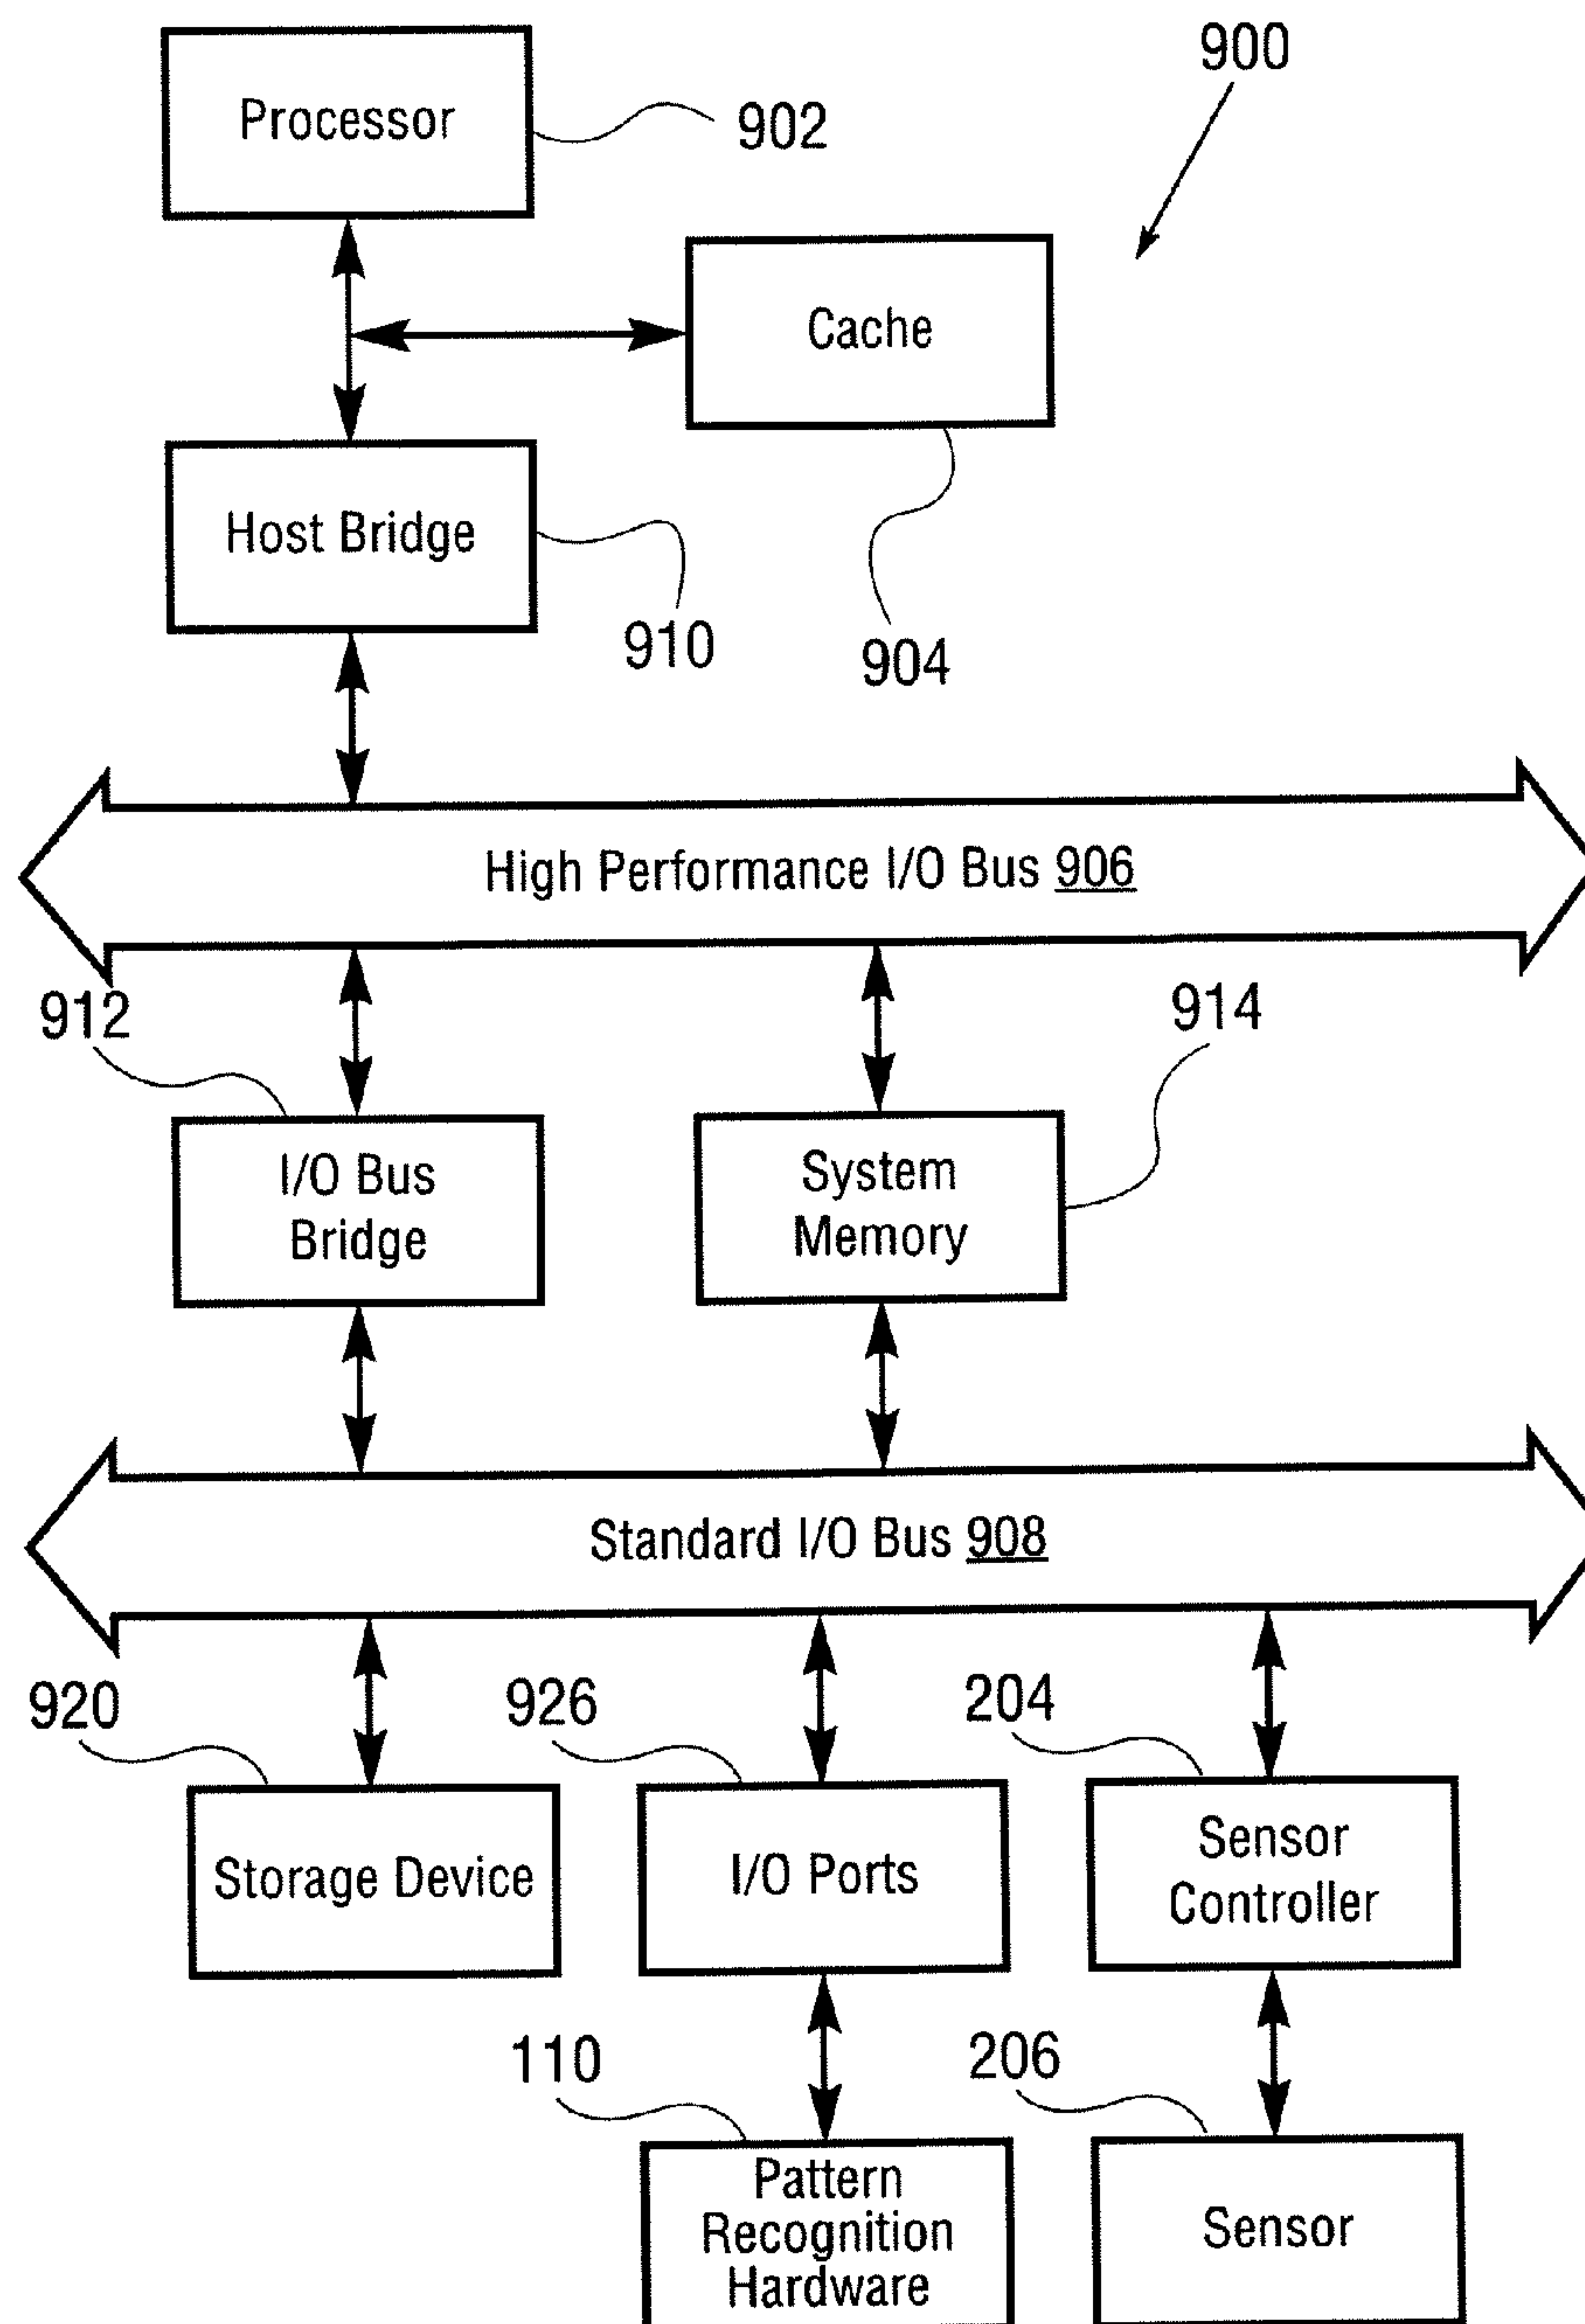 900
Processor
902
Cache
Host Bridge
910
904
High Performance I/O Bus 906
912
914
I/O Bus
Bridge
System
Memory
Standard I/O Bus 908
920
926
204
Storage Device
I/O Ports
Sensor
Controller
110
206
Pattern
Recognition
Hardware
Sensor